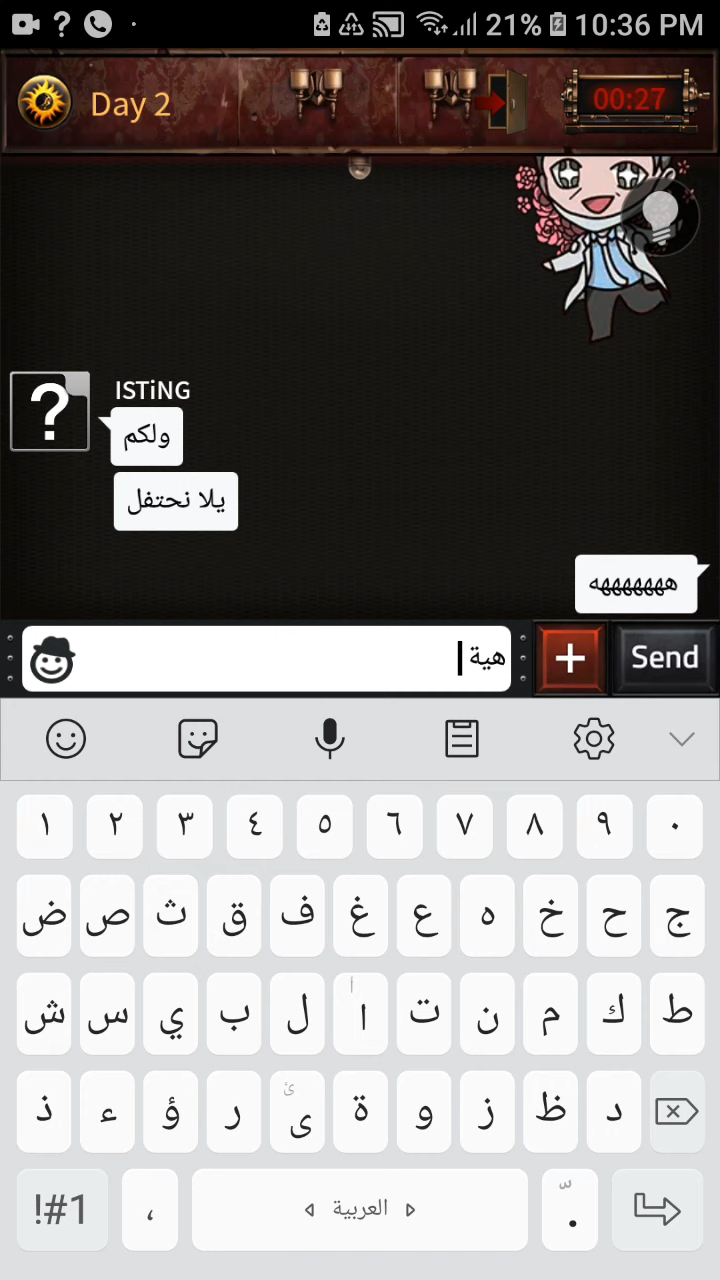 ? 21% 10:36 PM
Day 2 00:27
?
ISTiNG
ولكم
يلا نحتفل
هههههههه
هية
+ Send
١ ٢ ٣ ٤ ٥ ٦ ٧ ٨ ٩ ٠
ض ص ث ق ف غ ع ه خ ح ج
ش س ي ب ل ا أ ت ن م ك ط
ذ ء ؤ ر ى ئ ة و ز ظ د
!#1 ، العربية . ّ